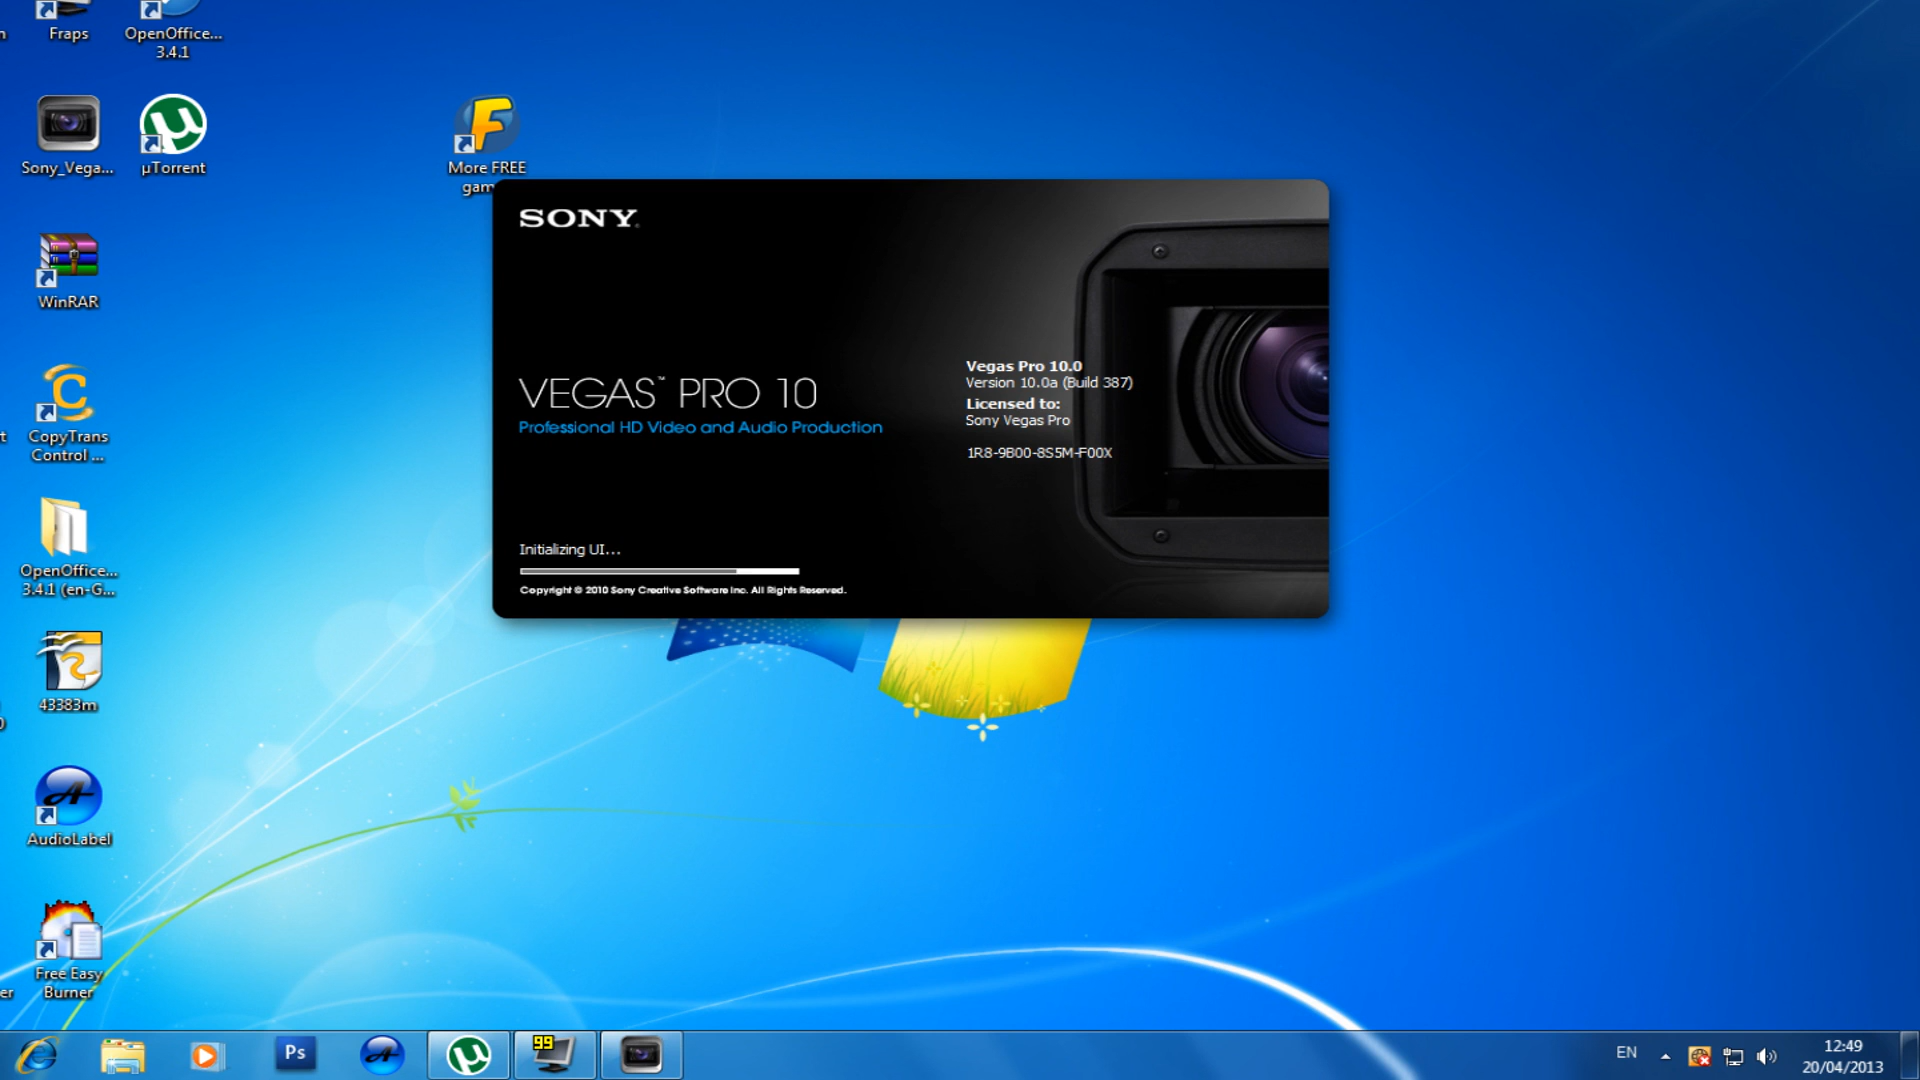 Fraps
OpenOffice...
3.4.1
Sony_Vega...
µTorrent
More FREE
gam
WinRAR
CopyTrans
Control ...
OpenOffice...
3.4.1 (en-G...
43383m
AudioLabel
Free Easy
Burner
er
SONY
VEGAS™ PRO 10
Professional HD Video and Audio Production
Vegas Pro 10.0
Version 10.0a (Build 387)
Licensed to:
Sony Vegas Pro
1R8-9B00-8S5M-F00X
Initializing UI...
Copyright © 2010 Sony Creative Software Inc. All Rights Reserved.
Ps
99
EN
12:49
20/04/2013